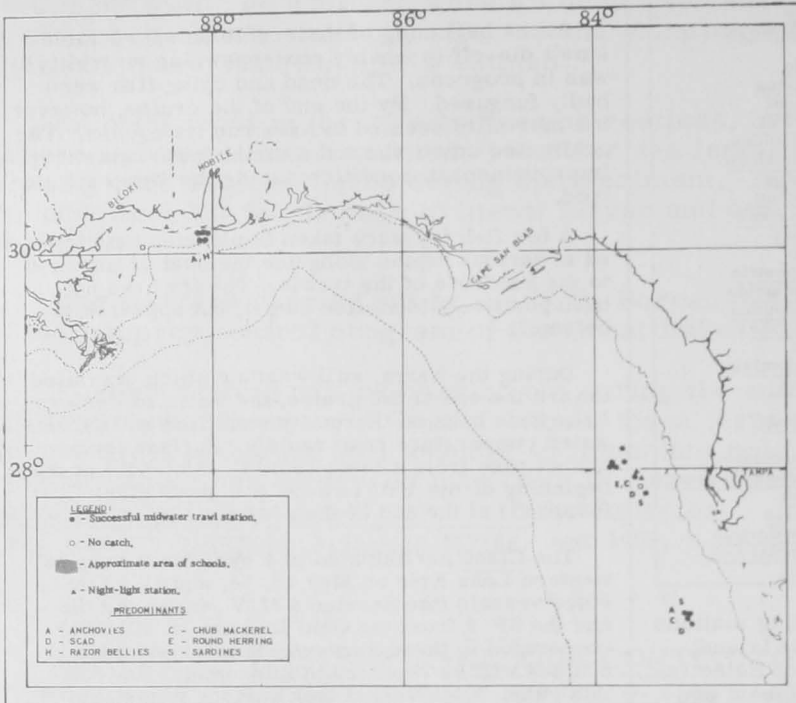 88°
86°
84°
BILOXI
MOBILE
30°
A,H
CAPE SAN BLAS
28°
TAMPA
E,C
D
S
LEGEND:
- Successful midwater trawl station.
- No catch.
- Approximate area of schools.
- Night-light station.
PREDOMINANTS
A - ANCHOVIES C - CHUB MACKEREL
D - SCAD E - ROUND HERRING
H - RAZOR BELLIES S - SARDINES
S
A
C
D